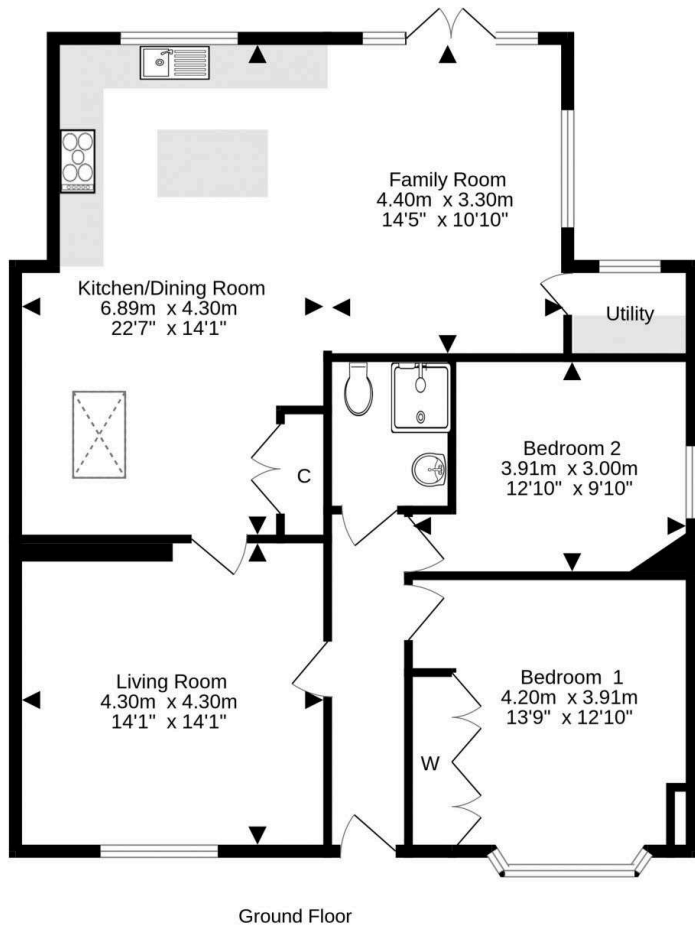 Family Room
4.40m x 3.30m
14'5" x 10'10"
Kitchen/Dining Room
6.89m x 4.30m
22'7" x 14'1"
Utility
Bedroom 2
3.91m x 3.00m
12'10" x 9'10"
C
Living Room
4.30m x 4.30m
14'1" x 14'1"
Bedroom 1
4.20m x 3.91m
13'9" x 12'10"
W
Ground Floor